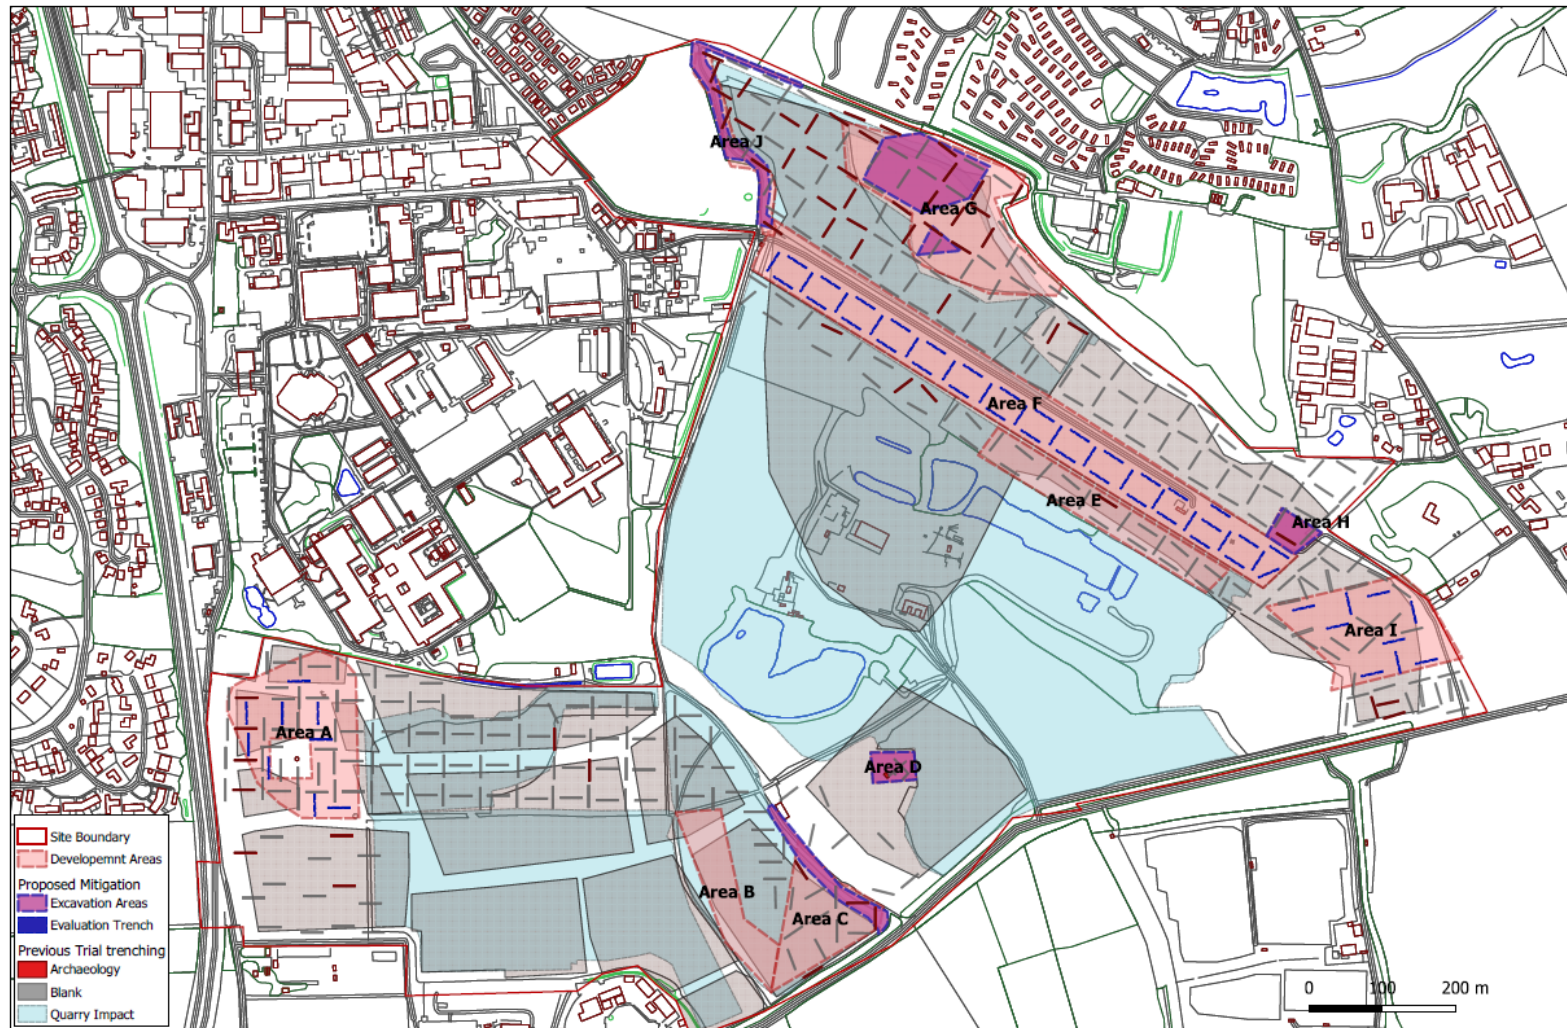 Area J
Area G
Area F
Area E
Area H
Area I
Area A
Area D
Area B
Area C
Site Boundary
Developemnt Areas
Proposed Mitigation
Excavation Areas
Evaluation Trench
Previous Trial trenching
Archaeology
Blank
Quarry Impact
0 100 200 m